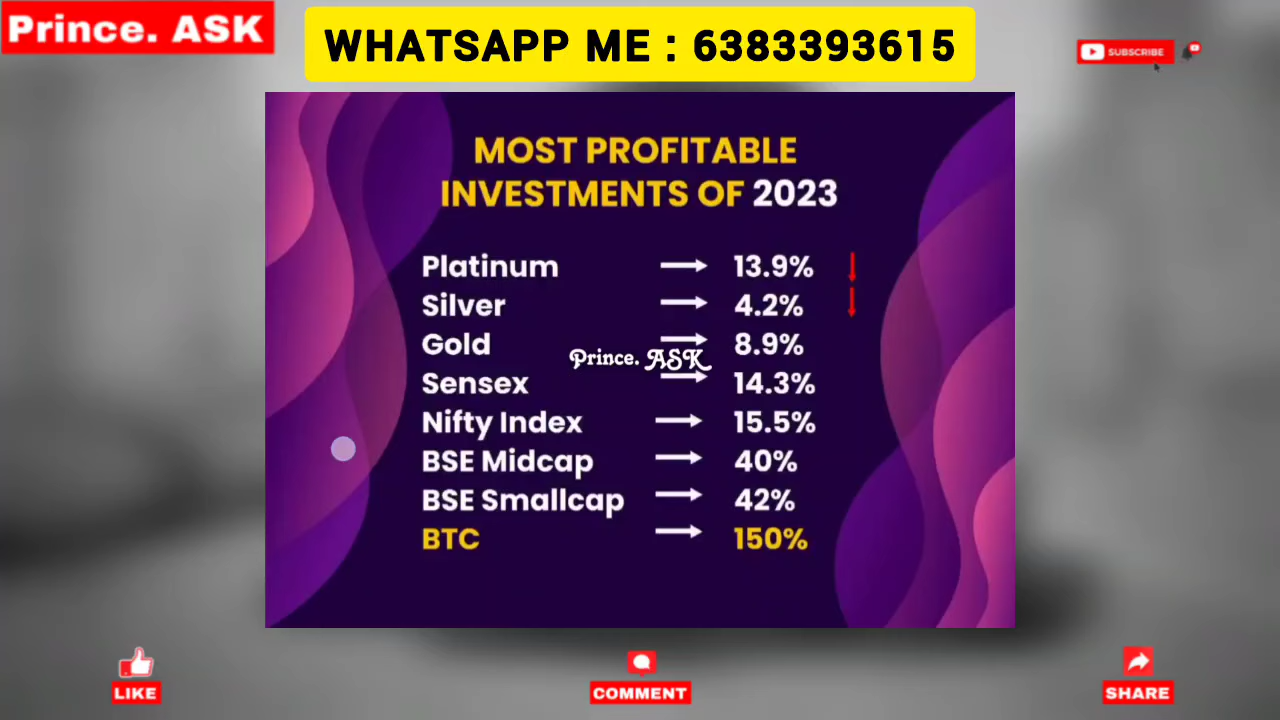 Prince. ASK
WHATSAPP ME : 6383393615
SUBSCRIBE
MOST PROFITABLE
INVESTMENTS OF 2023
Platinum → 13.9% ↓
Silver → 4.2% ↓
Gold → 8.9%
Prince. ASK
Sensex → 14.3%
Nifty Index → 15.5%
BSE Midcap → 40%
BSE Smallcap → 42%
BTC → 150%
LIKE
COMMENT
SHARE